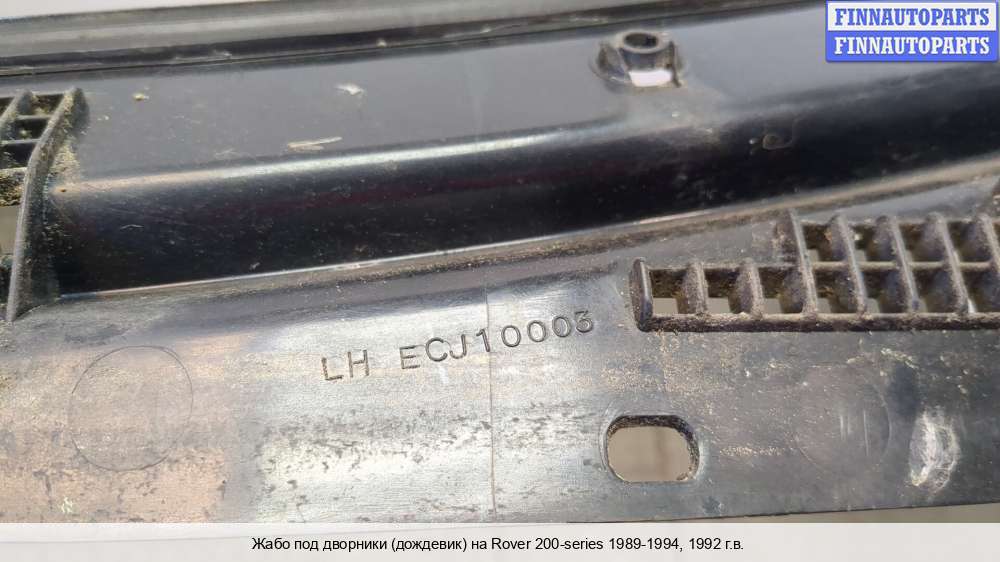 FINNAUTOPARTS
FINNAUTOPARTS
LH ECJ10003
Жабо под дворники (дождевик) на Rover 200-series 1989-1994, 1992 г.в.